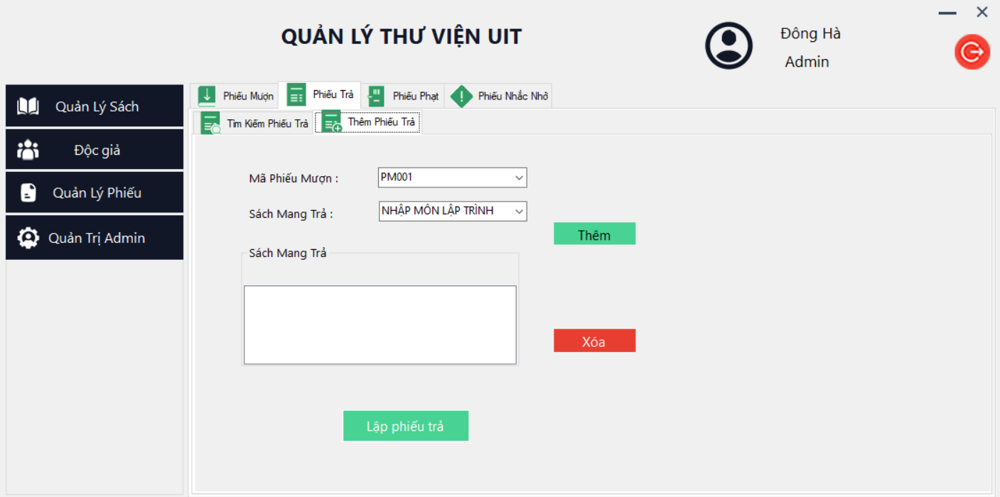 QUẢN LÝ THƯ VIỆN UIT
Đông Hà
Admin
Quản Lý Sách
Độc giả
Quản Lý Phiếu
Quản Trị Admin
Phiếu Mượn
Phiếu Trả
Phiếu Phạt
Phiếu Nhắc Nhở
Tìm Kiếm Phiếu Trả
Thêm Phiếu Trả
Mã Phiếu Mượn :
PM001
Sách Mang Trả :
NHẬP MÔN LẬP TRÌNH
Thêm
Sách Mang Trả
Xóa
Lập phiếu trả